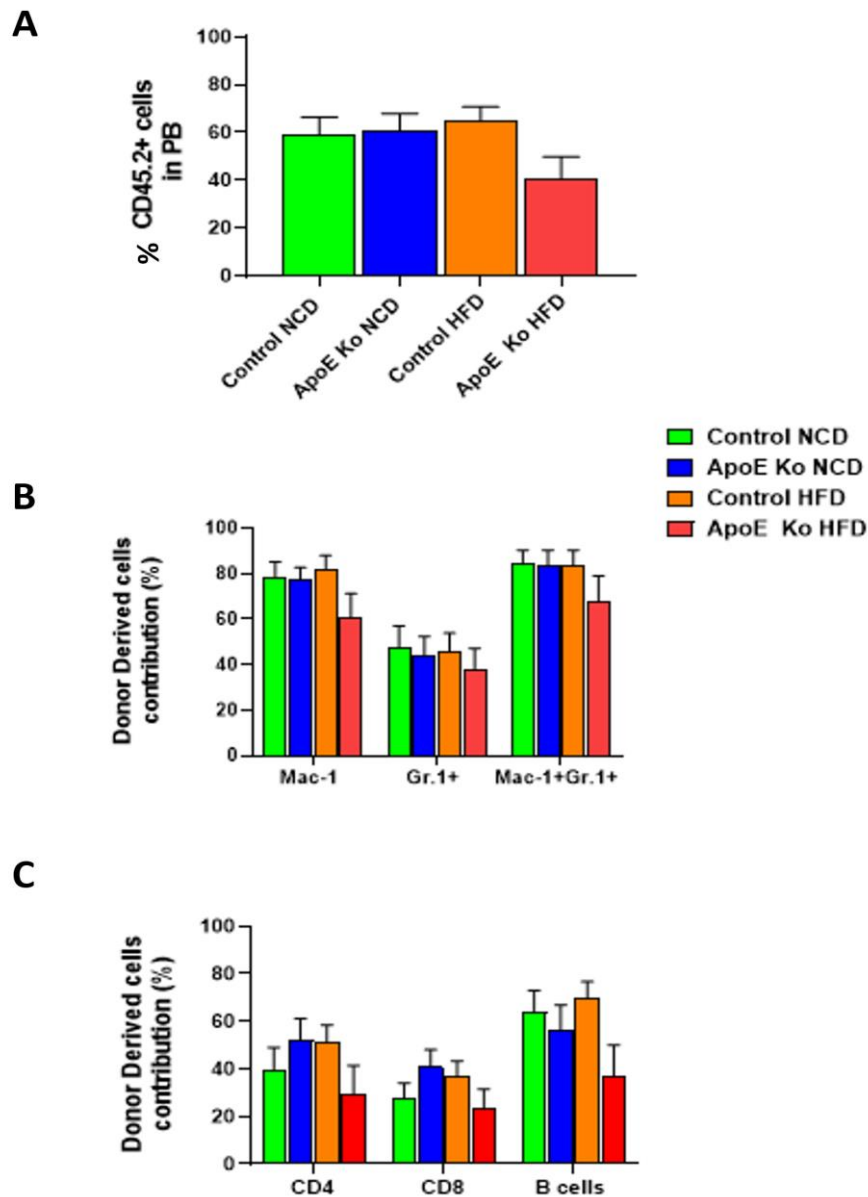 A
100
80
60
40
20
0
% CD45.2+ cells
in PB
Control NCD
ApoE Ko NCD
Control HFD
ApoE Ko HFD
Control NCD
ApoE Ko NCD
Control HFD
ApoE Ko HFD
B
100
80
60
40
20
0
Donor Derived cells
contribution (%)
Mac-1
Gr.1+
Mac-1+Gr.1+
C
100
80
60
40
20
0
Donor Derived cells
contribution (%)
CD4
CD8
B cells